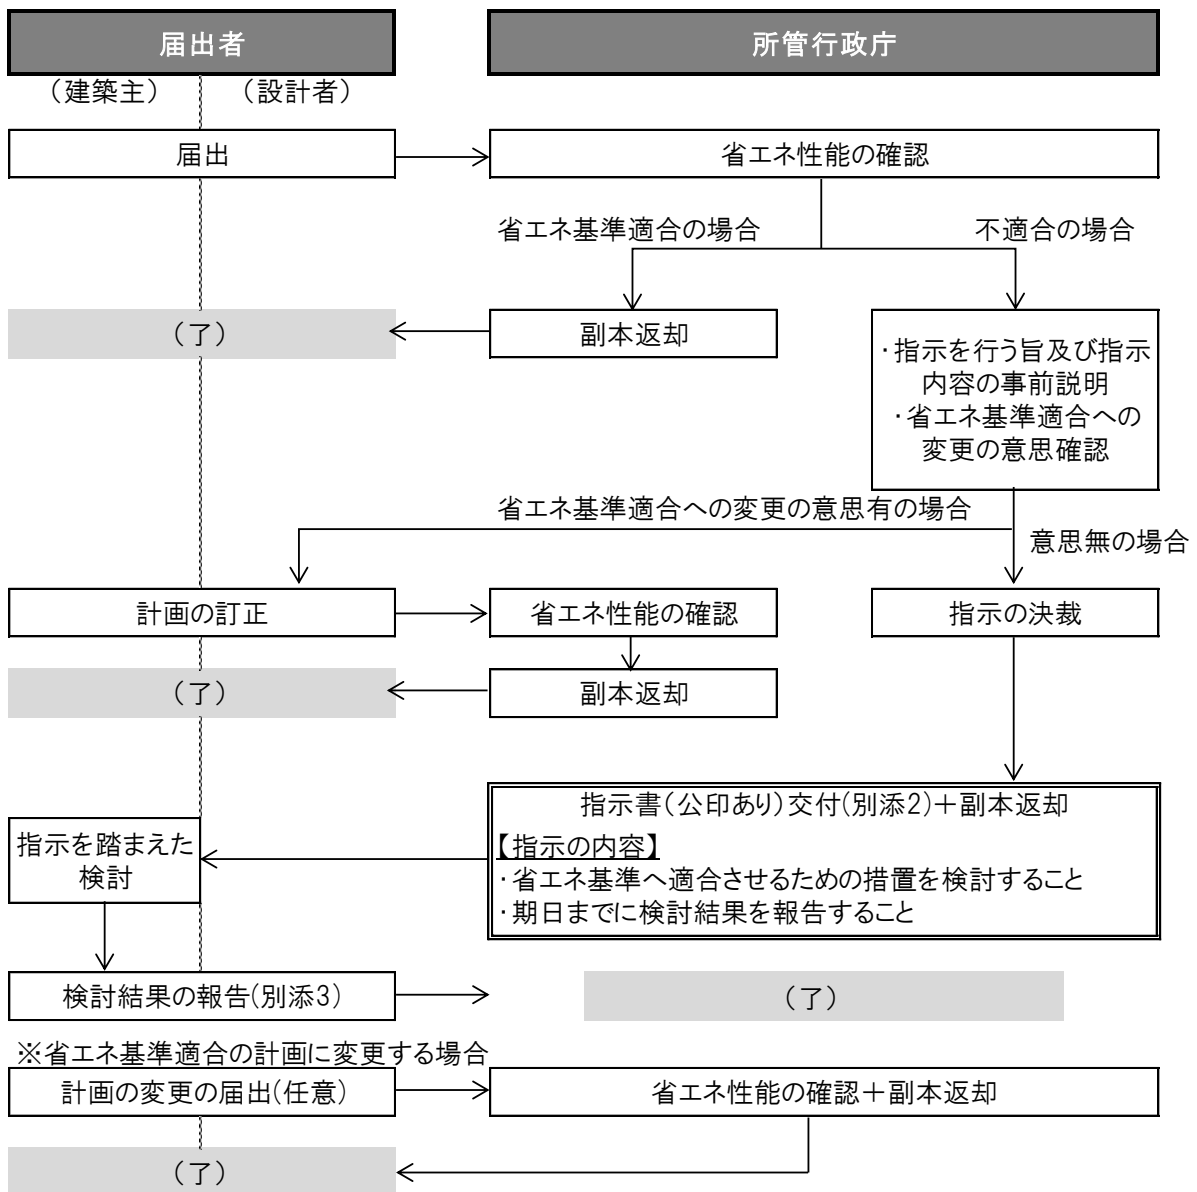 届出者
所管行政庁
（建築主）
（設計者）
届出
省エネ性能の確認
省エネ基準適合の場合
不適合の場合
（了）
副本返却
・指示を行う旨及び指示
内容の事前説明
・省エネ基準適合への
変更の意思確認
省エネ基準適合への変更の意思有の場合
意思無の場合
計画の訂正
省エネ性能の確認
指示の決裁
（了）
副本返却
指示書（公印あり）交付(別添2)＋副本返却
【指示の内容】
・省エネ基準へ適合させるための措置を検討すること
・期日までに検討結果を報告すること
指示を踏まえた
検討
検討結果の報告(別添3)
（了）
※省エネ基準適合の計画に変更する場合
計画の変更の届出(任意)
省エネ性能の確認＋副本返却
（了）